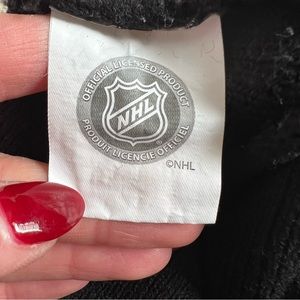 OFFICIAL LICENSED PRODUCT
NHL
PRODUIT LICENCIÉ OFFICIEL
©NHL